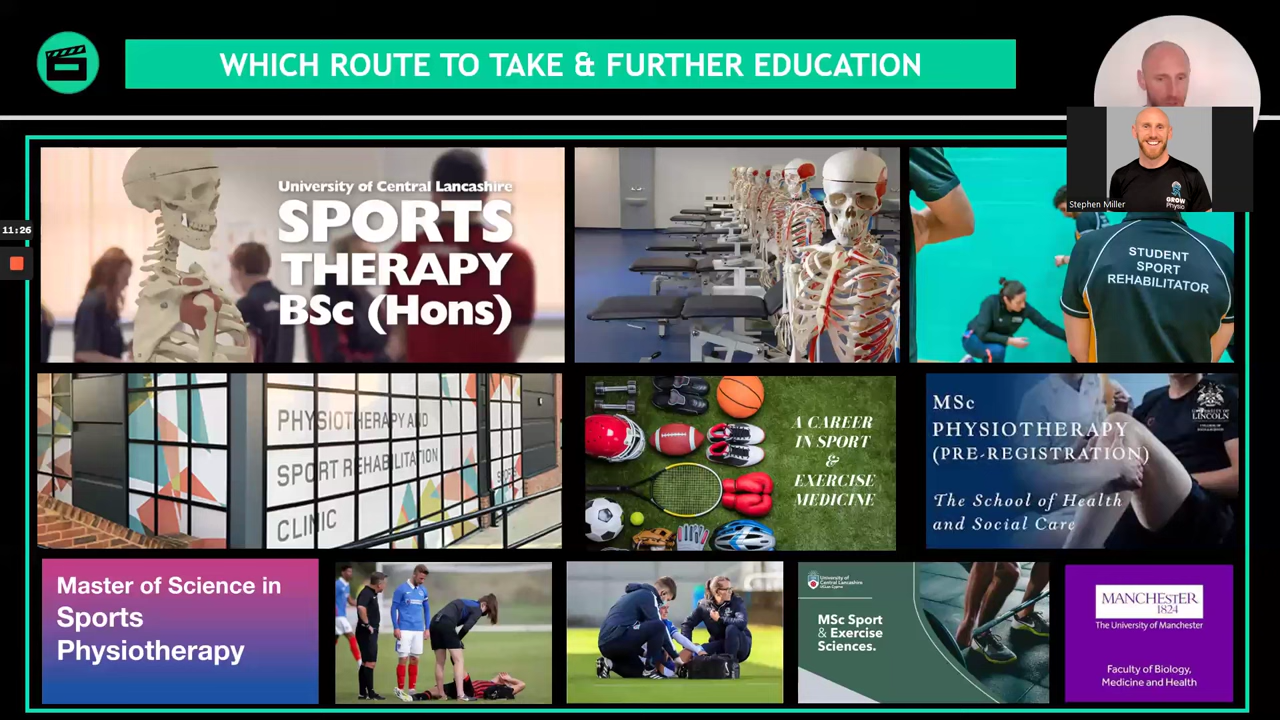 WHICH ROUTE TO TAKE & FURTHER EDUCATION
Stephen Miller
GROW
Physio
11:26
University of Central Lancashire
SPORTS
THERAPY
BSc (Hons)
STUDENT
SPORT
REHABILITATOR
PHYSIOTHERAPY AND
SPORT REHABILITATION
CLINIC
A CAREER
IN SPORT
&
EXERCISE
MEDICINE
MSc
PHYSIOTHERAPY
(PRE-REGISTRATION)
The School of Health
and Social Care
UNIVERSITY OF
LINCOLN
Master of Science in
Sports
Physiotherapy
University of
Central Lancashire
MSc Sport
& Exercise
Sciences.
MANCHESTER
1824
The University of Manchester
Faculty of Biology,
Medicine and Health